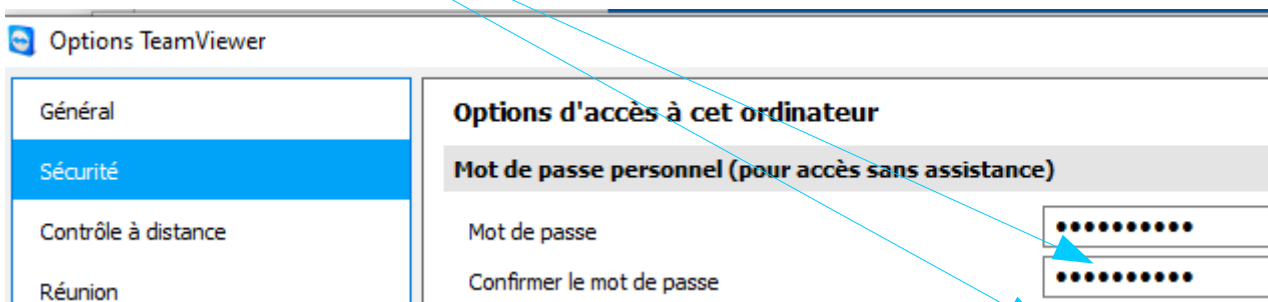 Options TeamViewer
Général
Sécurité
Contrôle à distance
Réunion
Options d'accès à cet ordinateur
Mot de passe personnel (pour accès sans assistance)
Mot de passe ••••••••••
Confirmer le mot de passe ••••••••••